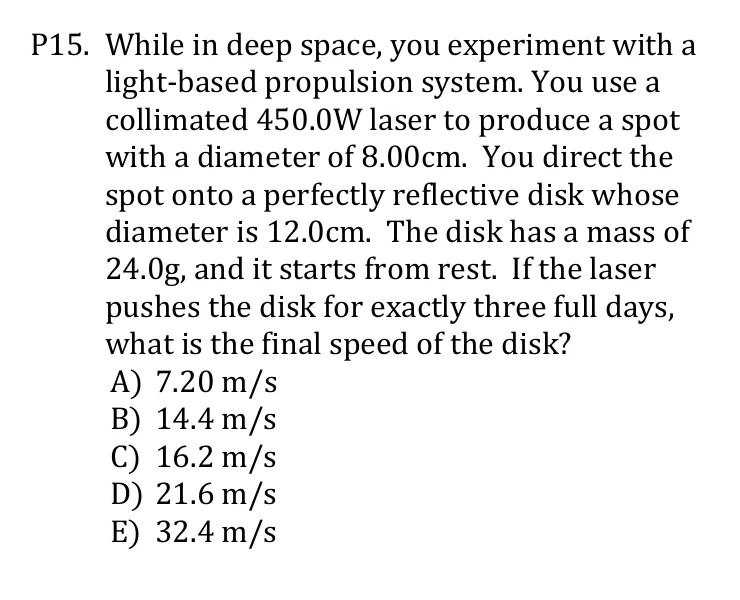 P15. While in deep space, you experiment with a
light-based propulsion system. You use a
collimated 450.0W laser to produce a spot
with a diameter of 8.00cm. You direct the
spot onto a perfectly reflective disk whose
diameter is 12.0cm. The disk has a mass of
24.0g, and it starts from rest. If the laser
pushes the disk for exactly three full days,
what is the final speed of the disk?
A) 7.20 m/s
B) 14.4 m/s
C) 16.2 m/s
D) 21.6 m/s
E) 32.4 m/s